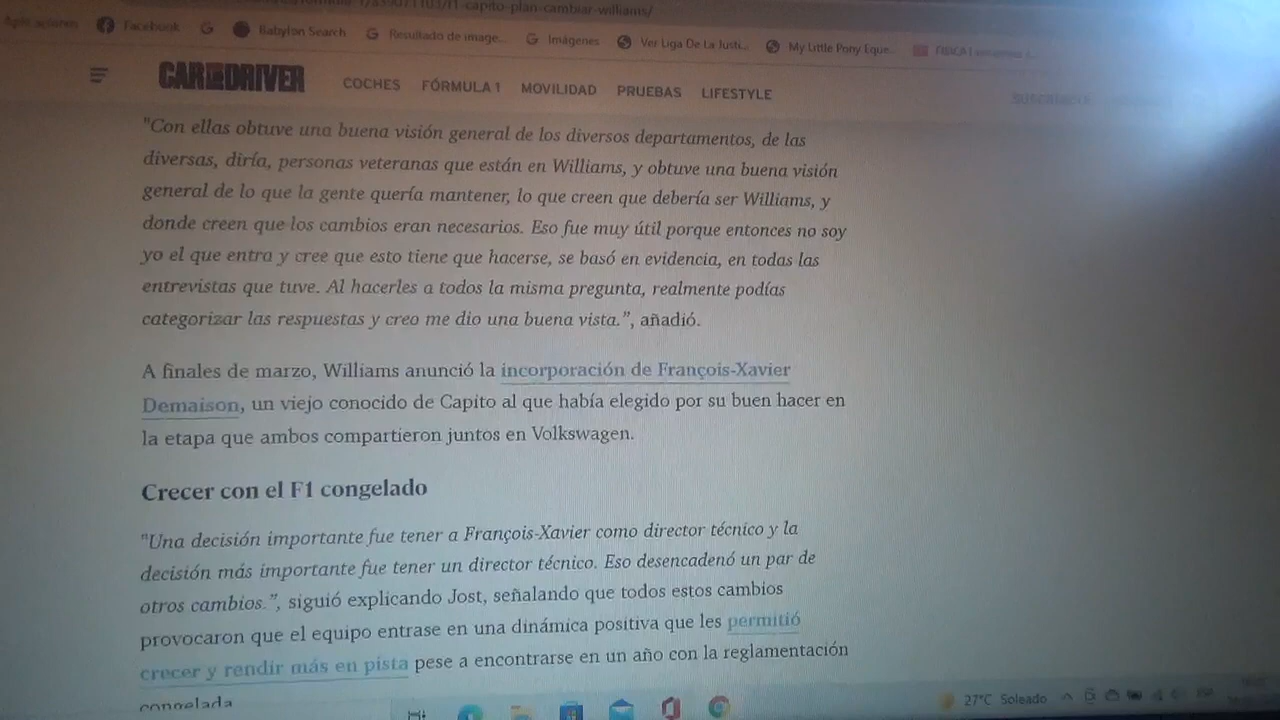 capito-plan-cambiar-williams/
Aplicaciones Facebook Babylon Search Resultado de image... Imágenes Ver Liga De La Justi... My Little Pony Eque...
CAR AND DRIVER COCHES FÓRMULA 1 MOVILIDAD PRUEBAS LIFESTYLE
"Con ellas obtuve una buena visión general de los diversos departamentos, de las
diversas, diría, personas veteranas que están en Williams, y obtuve una buena visión
general de lo que la gente quería mantener, lo que creen que debería ser Williams, y
donde creen que los cambios eran necesarios. Eso fue muy útil porque entonces no soy
yo el que entra y cree que esto tiene que hacerse, se basó en evidencia, en todas las
entrevistas que tuve. Al hacerles a todos la misma pregunta, realmente podías
categorizar las respuestas y creo me dio una buena vista.”, añadió.
A finales de marzo, Williams anunció la incorporación de François-Xavier
Demaison, un viejo conocido de Capito al que había elegido por su buen hacer en
la etapa que ambos compartieron juntos en Volkswagen.
Crecer con el F1 congelado
"Una decisión importante fue tener a François-Xavier como director técnico y la
decisión más importante fue tener un director técnico. Eso desencadenó un par de
otros cambios.”, siguió explicando Jost, señalando que todos estos cambios
provocaron que el equipo entrase en una dinámica positiva que les permitió
crecer y rendir más en pista pese a encontrarse en un año con la reglamentación
congelada
27°C Soleado